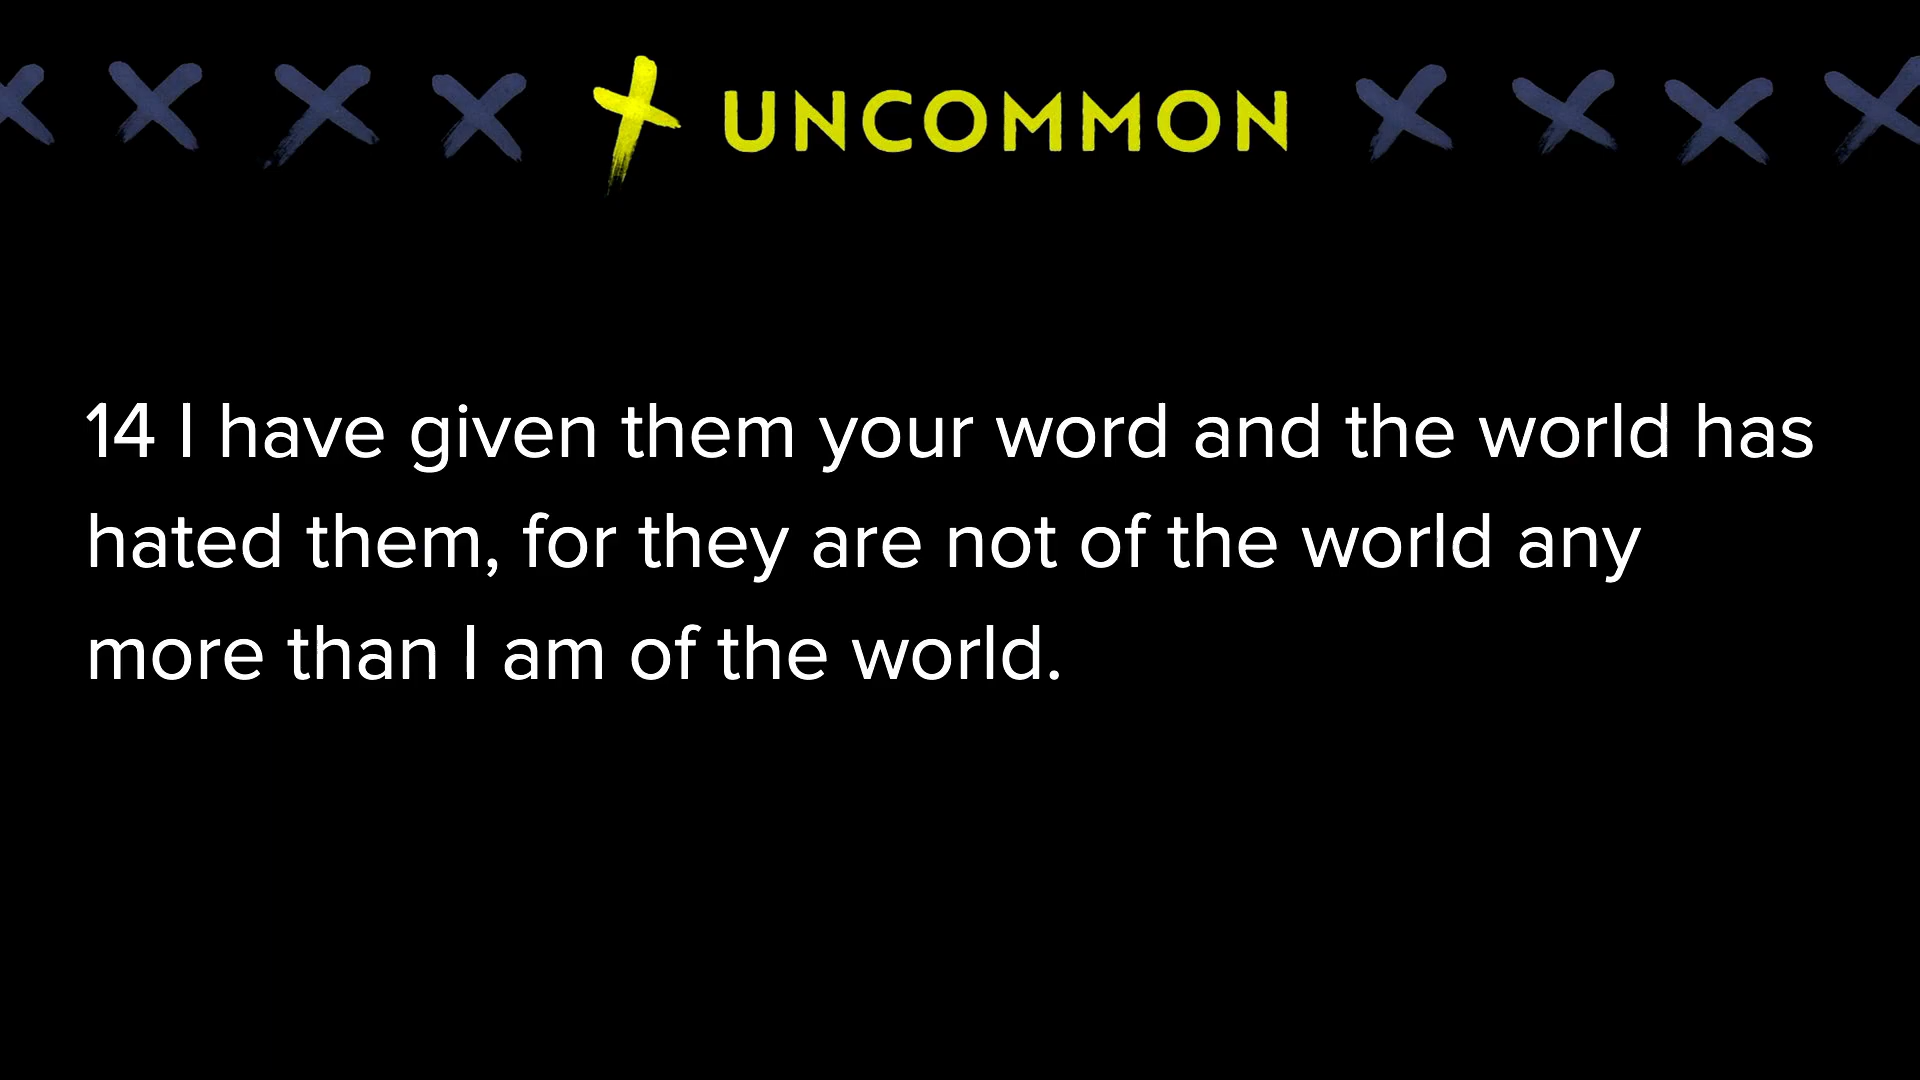 UNCOMMON
14 I have given them your word and the world has
hated them, for they are not of the world any
more than I am of the world.